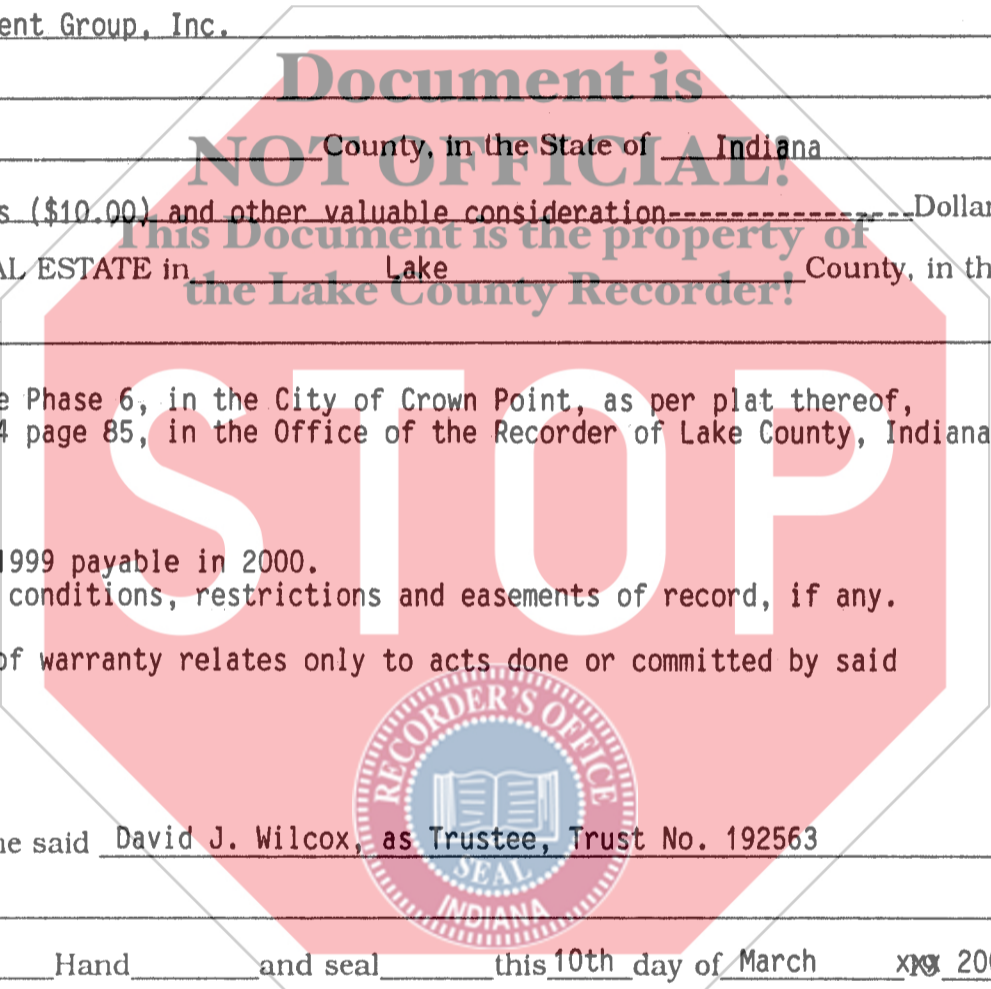 ent Group, Inc.
Document is
County, in the State of Indiana
NOT OFFICIAL!
s ($10.00) and other valuable consideration----------------Dollar
This Document is the property of
AL ESTATE in Lake County, in th
the Lake County Recorder!
e Phase 6, in the City of Crown Point, as per plat thereof,
4 page 85, in the Office of the Recorder of Lake County, Indiana
STOP
1999 payable in 2000.
conditions, restrictions and easements of record, if any.
of warranty relates only to acts done or committed by said
RECORDER'S OFFICE
he said David J. Wilcox, as Trustee, Trust No. 192563
SEAL
INDIANA
Hand and seal this 10th day of March 19 200